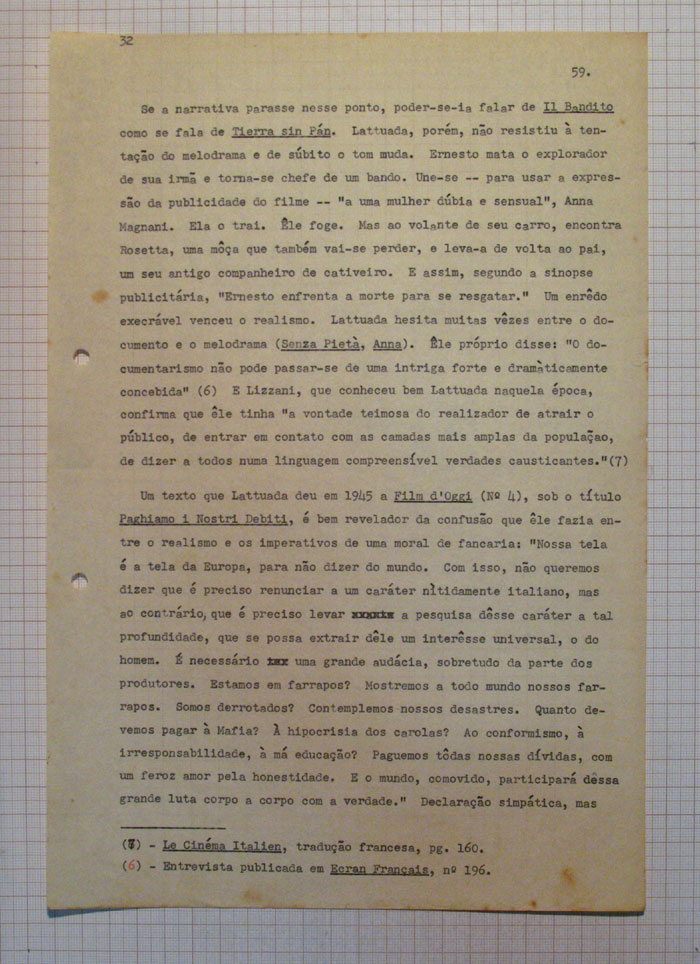 32
59.
Se a narrativa parasse nesse ponto, poder-se-ia falar de Il Bandito
como se fala de Tierra sin Pán. Lattuada, porém, não resistiu à ten-
tação do melodrama e de súbito o tom muda. Ernesto mata o explorador
de sua irmã e torna-se chefe de um bando. Une-se -- para usar a expres-
são da publicidade do filme -- "a uma mulher dúbia e sensual", Anna
Magnani. Ela o trai. Êle foge. Mas ao volante de seu carro, encontra
Rosetta, uma môça que também vai-se perder, e leva-a de volta ao pai,
um seu antigo companheiro de cativeiro. E assim, segundo a sinopse
publicitária, "Ernesto enfrenta a morte para se resgatar." Um enrêdo
execrável venceu o realismo. Lattuada hesita muitas vêzes entre o do-
cumento e o melodrama (Senza Pietà, Anna). Êle próprio disse: "O do-
cumentarismo não pode passar-se de uma intriga forte e dramàticamente
concebida" (6) E Lizzani, que conheceu bem Lattuada naquela época,
confirma que êle tinha "a vontade teimosa do realizador de atrair o
público, de entrar em contato com as camadas mais amplas da população,
de dizer a todos numa linguagem compreensível verdades causticantes."(7)
Um texto que Lattuada deu em 1945 a Film d'Oggi (Nº 4), sob o título
Paghiamo i Nostri Debiti, é bem revelador da confusão que êle fazia en-
tre o realismo e os imperativos de uma moral de fancaria: "Nossa tela
é a tela da Europa, para não dizer do mundo. Com isso, não queremos
dizer que é preciso renunciar a um caráter nìtidamente italiano, mas
ao contrário, que é preciso levar xxxxix a pesquisa dêsse caráter a tal
profundidade, que se possa extrair dêle um interêsse universal, o do
homem. É necessário uma grande audácia, sobretudo da parte dos
produtores. Estamos em farrapos? Mostremos a todo mundo nossos far-
rapos. Somos derrotados? Contemplemos nossos desastres. Quanto de-
vemos pagar à Mafia? À hipocrisia dos carolas? Ao conformismo, à
irresponsabilidade, à má educação? Paguemos tôdas nossas dívidas, com
um feroz amor pela honestidade. E o mundo, comovido, participará dessa
grande luta corpo a corpo com a verdade." Declaração simpática, mas
(7) - Le Cinéma Italien, tradução francesa, pg. 160.
(6) - Entrevista publicada em Ecran Français, nº 196.